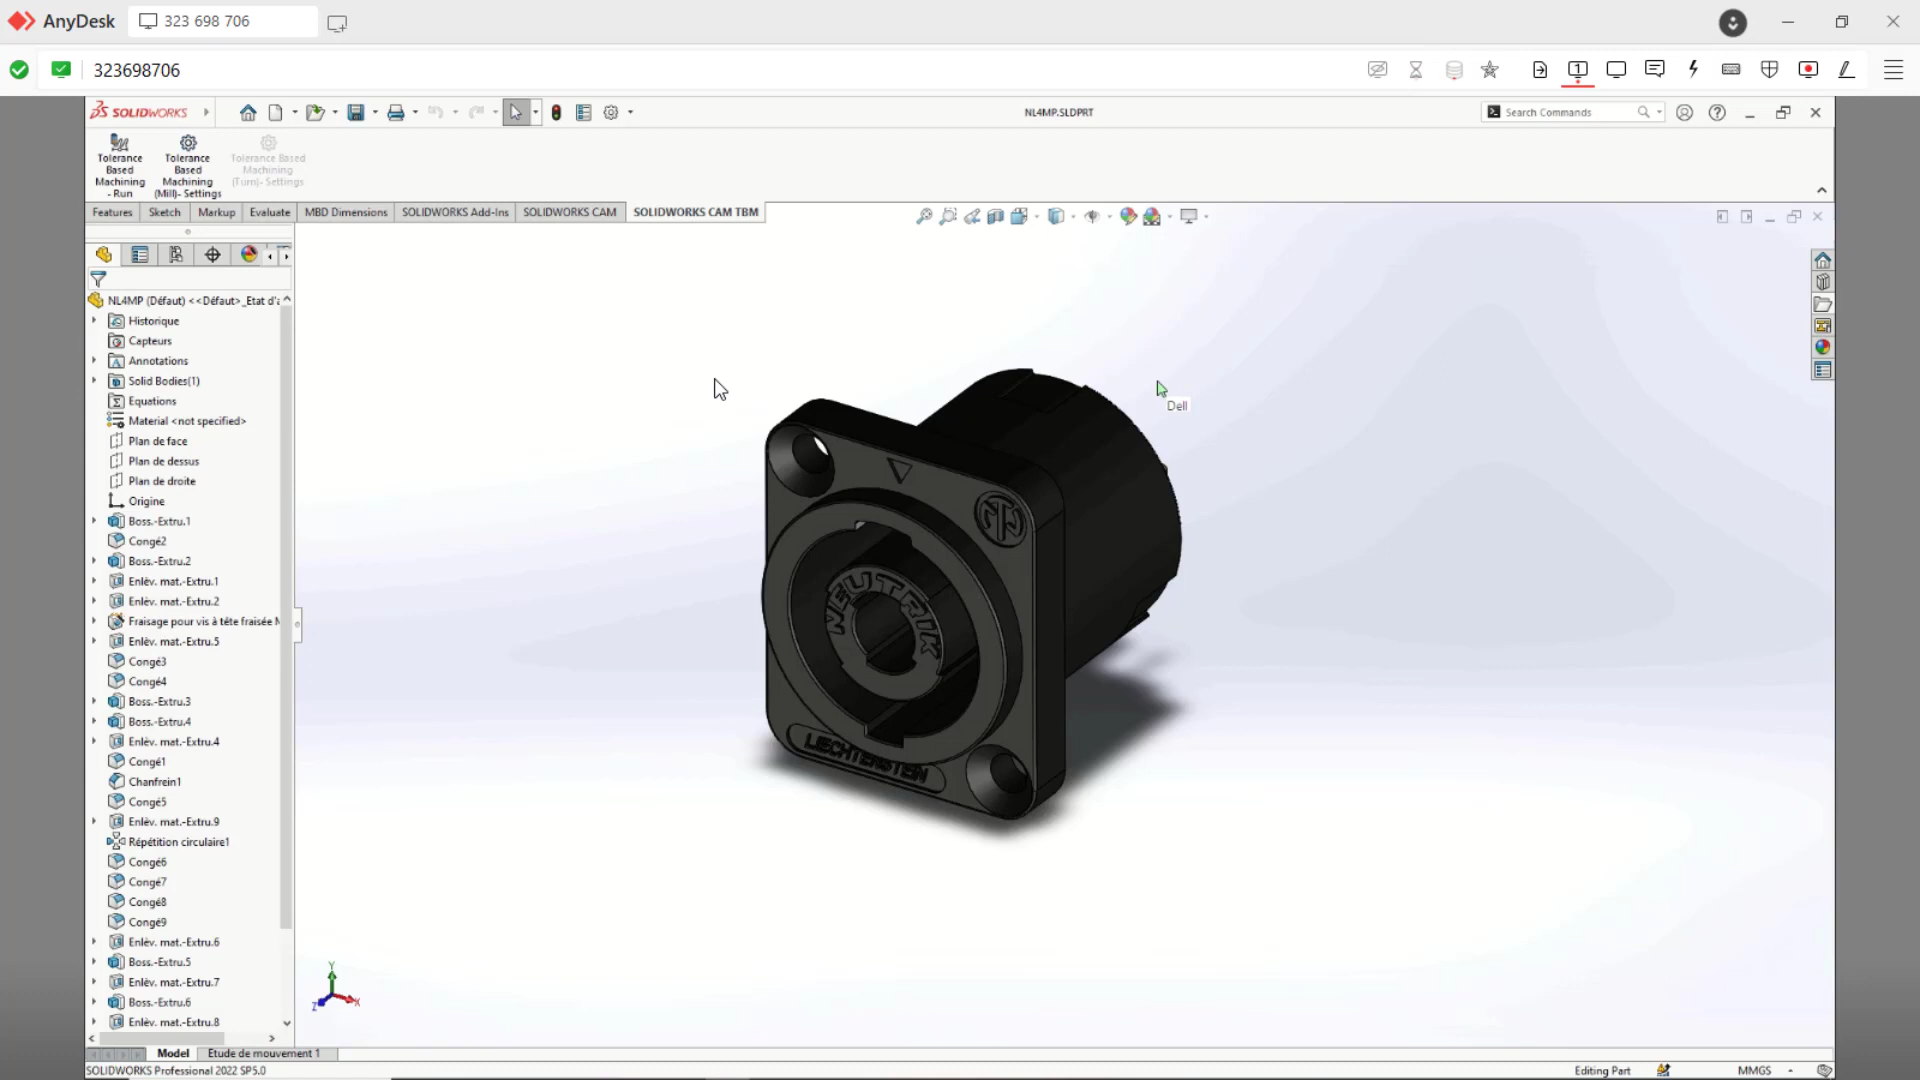 AnyDesk
323 698 706
323698706
SOLIDWORKS
NL4MP.SLDPRT
Search Commands
Tolerance Based Machining - Run
Tolerance Based Machining (Mill)- Settings
Tolerance Based Machining (Turn)- Settings
Features
Sketch
Markup
Evaluate
MBD Dimensions
SOLIDWORKS Add-Ins
SOLIDWORKS CAM
SOLIDWORKS CAM TBM
NL4MP (Défaut) <<Défaut>_Etat d'a
Historique
Capteurs
Annotations
Solid Bodies(1)
Equations
Material <not specified>
Plan de face
Plan de dessus
Plan de droite
Origine
Boss.-Extru.1
Congé2
Boss.-Extru.2
Enlèv. mat.-Extru.1
Enlèv. mat.-Extru.2
Fraisage pour vis à tête fraisée M
Enlèv. mat.-Extru.5
Congé3
Congé4
Boss.-Extru.3
Boss.-Extru.4
Enlèv. mat.-Extru.4
Congé1
Chanfrein1
Congé5
Enlèv. mat.-Extru.9
Répétition circulaire1
Congé6
Congé7
Congé8
Congé9
Enlèv. mat.-Extru.6
Boss.-Extru.5
Enlèv. mat.-Extru.7
Boss.-Extru.6
Enlèv. mat.-Extru.8
Dell
NEUTRIK
LIECHTENSTEIN
Y
Z
X
Model
Etude de mouvement 1
SOLIDWORKS Professional 2022 SP5.0
Editing Part
MMGS